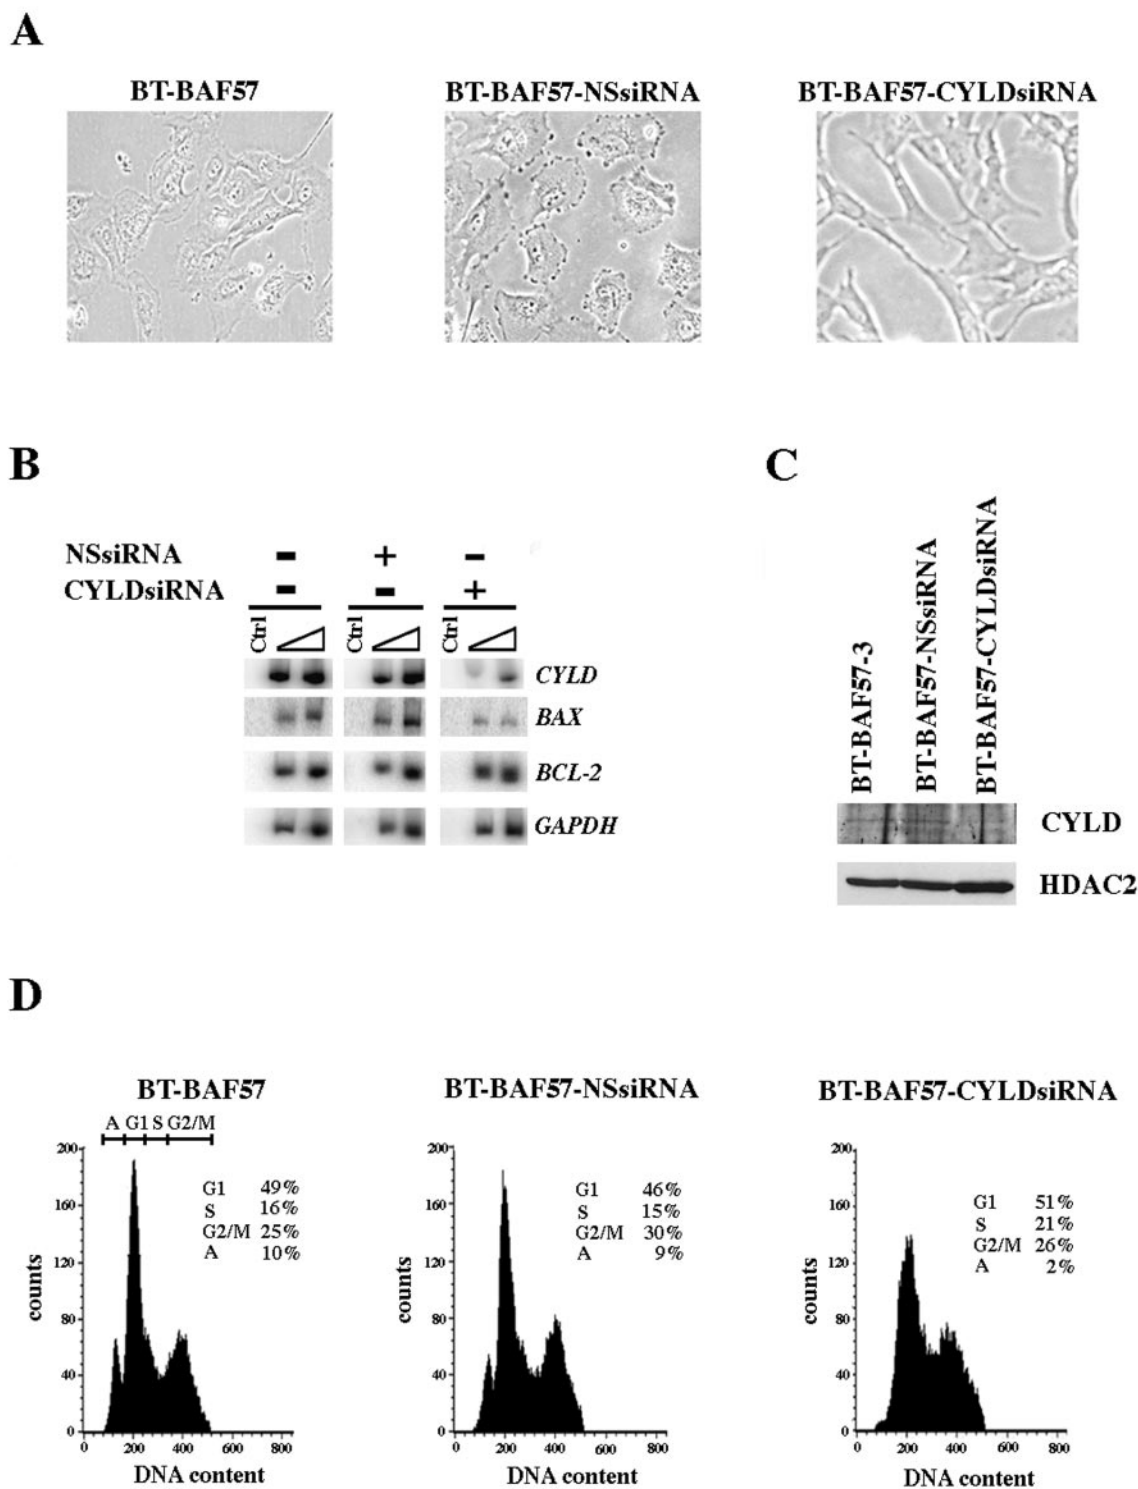 A
BT-BAF57
BT-BAF57-NSsiRNA
BT-BAF57-CYLDsiRNA
B
NSsiRNA - + -
CYLDsiRNA - - +
Ctrl Ctrl Ctrl
CYLD
BAX
BCL-2
GAPDH
C
BT-BAF57-3
BT-BAF57-NSsiRNA
BT-BAF57-CYLDsiRNA
CYLD
HDAC2
D
BT-BAF57
A G1 S G2/M
200
160
120
80
40
0
counts
G1 49%
S 16%
G2/M 25%
A 10%
0 200 400 600 800
DNA content
BT-BAF57-NSsiRNA
200
160
120
80
40
0
counts
G1 46%
S 15%
G2/M 30%
A 9%
0 200 400 600 800
DNA content
BT-BAF57-CYLDsiRNA
200
160
120
80
40
0
counts
G1 51%
S 21%
G2/M 26%
A 2%
0 200 400 600 800
DNA content